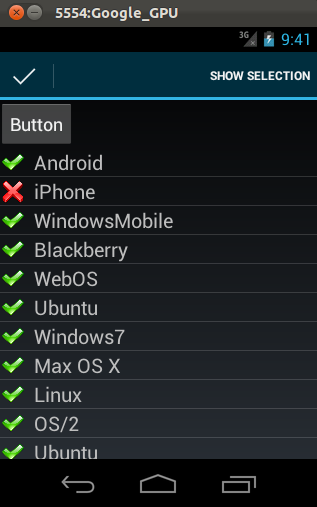 5554:Google_GPU
3G 9:41
SHOW SELECTION
Button
Android
iPhone
WindowsMobile
Blackberry
WebOS
Ubuntu
Windows7
Max OS X
Linux
OS/2
Ubuntu